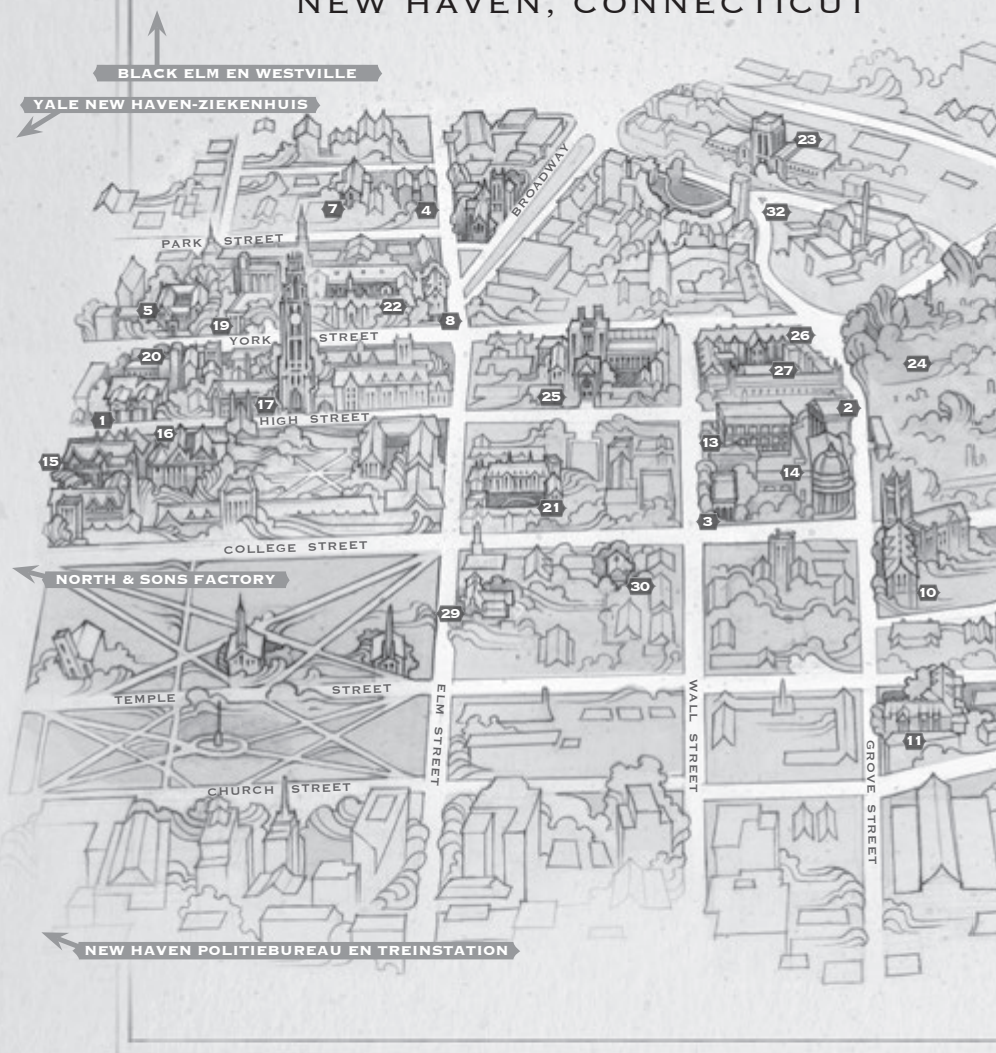 NEW HAVEN, CONNECTICUT
BLACK ELM EN WESTVILLE
YALE NEW HAVEN-ZIEKENHUIS
23
BROADWAY
7
4
32
PARK STREET
5
22
19
8
YORK STREET
26
20
27
24
25
17
2
1
HIGH STREET
16
13
15
14
21
3
COLLEGE STREET
NORTH & SONS FACTORY
30
10
29
TEMPLE STREET
ELM STREET
WALL STREET
11
GROVE STREET
CHURCH STREET
NEW HAVEN POLITIEBUREAU EN TREINSTATION